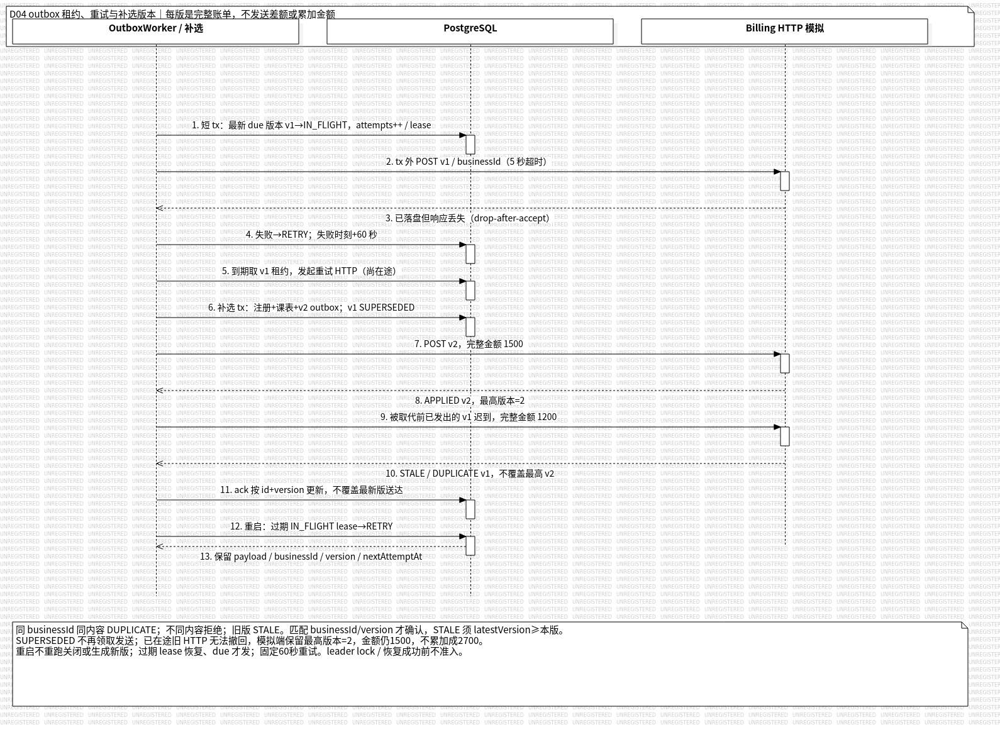 D04 outbox 租约、重试与补选版本｜每版是完整账单，不发送差额或累加金额
OutboxWorker / 补选
PostgreSQL
Billing HTTP 模拟
1. 短 tx：最新 due 版本 v1→IN_FLIGHT，attempts++ / lease
2. tx 外 POST v1 / businessId（5 秒超时）
3. 已落盘但响应丢失（drop-after-accept）
4. 失败→RETRY；失败时刻+60 秒
5. 到期取 v1 租约，发起重试 HTTP（尚在途）
6. 补选 tx：注册+课表+v2 outbox；v1 SUPERSEDED
7. POST v2，完整金额 1500
8. APPLIED v2，最高版本=2
9. 被取代前已发出的 v1 迟到，完整金额 1200
10. STALE / DUPLICATE v1，不覆盖最高 v2
11. ack 按 id+version 更新，不覆盖最新版送达
12. 重启：过期 IN_FLIGHT lease→RETRY
13. 保留 payload / businessId / version / nextAttemptAt
同 businessId 同内容 DUPLICATE；不同内容拒绝；旧版 STALE。匹配 businessId/version 才确认，STALE 须 latestVersion≥本版。
SUPERSEDED 不再领取发送；已在途旧 HTTP 无法撤回，模拟端保留最高版本=2，金额仍1500，不累加成2700。
重启不重跑关闭或生成新版；过期 lease 恢复、due 才发；固定60秒重试。leader lock / 恢复成功前不准入。
UNREGISTERED